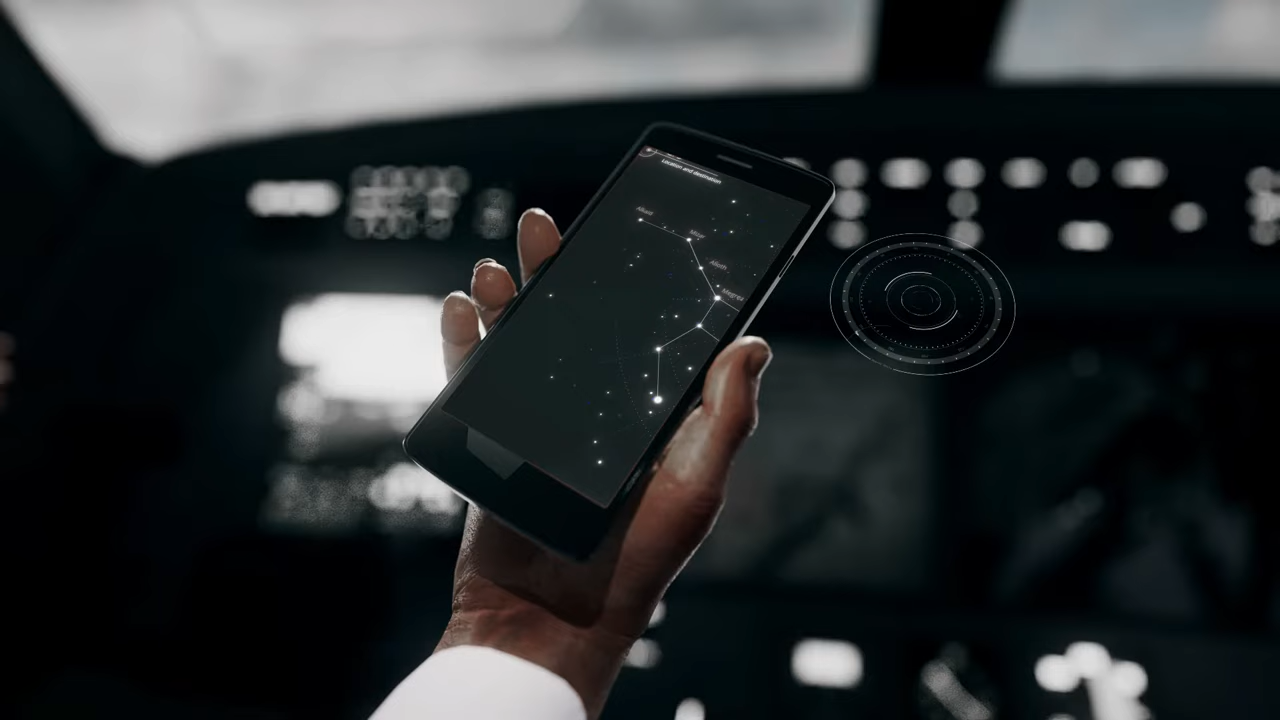 Location and destination
Alkaid
Mizar
Alioth
Megrez